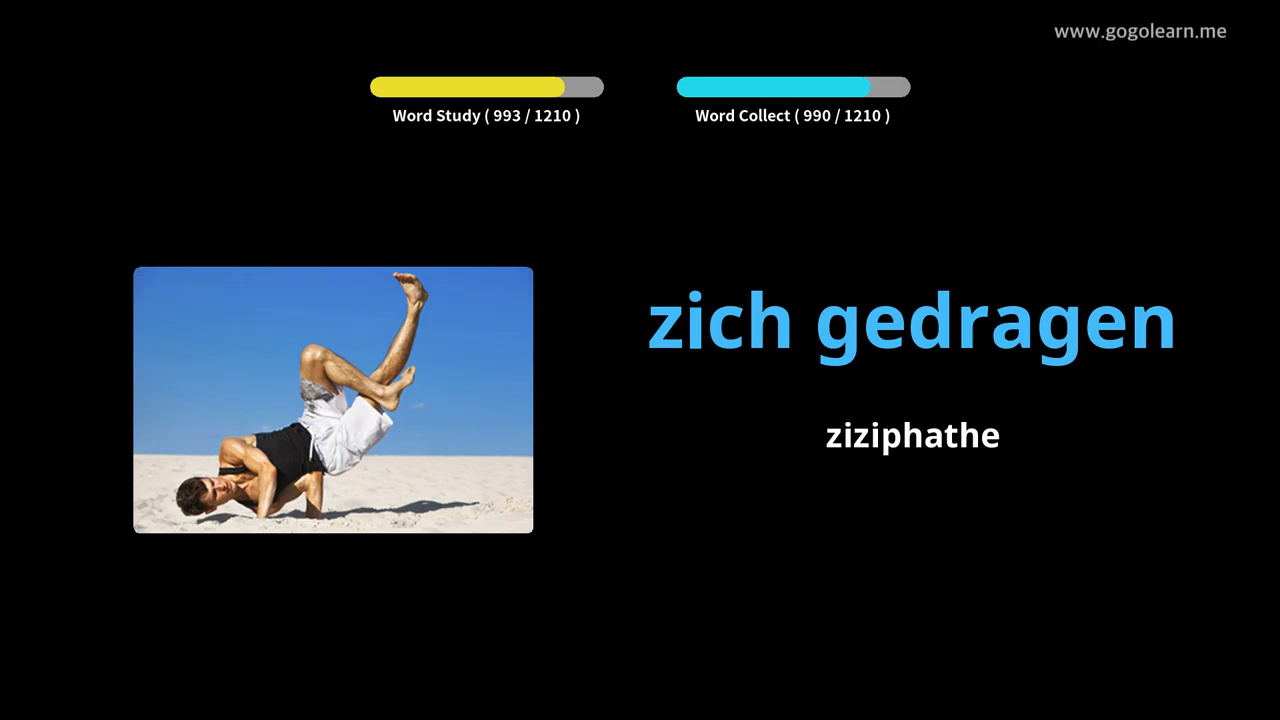 www.gogolearn.me
Word Study ( 993 / 1210 )
Word Collect ( 990 / 1210 )
zich gedragen
ziziphathe